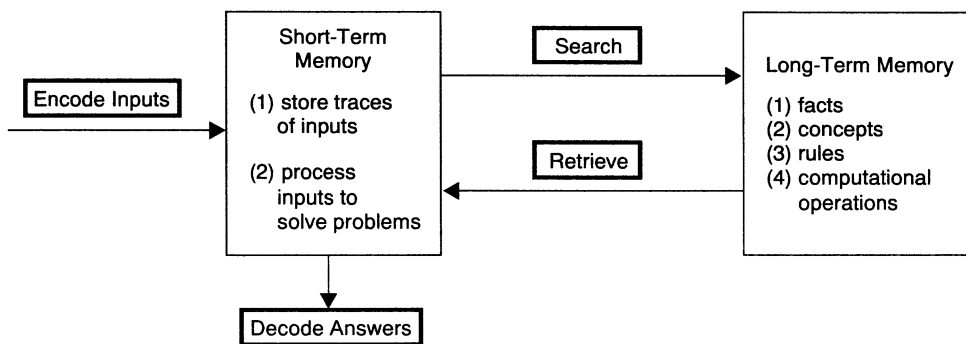 Encode Inputs
Short-Term
Memory
(1) store traces
of inputs
(2) process
inputs to
solve problems
Search
Retrieve
Long-Term Memory
(1) facts
(2) concepts
(3) rules
(4) computational
operations
Decode Answers